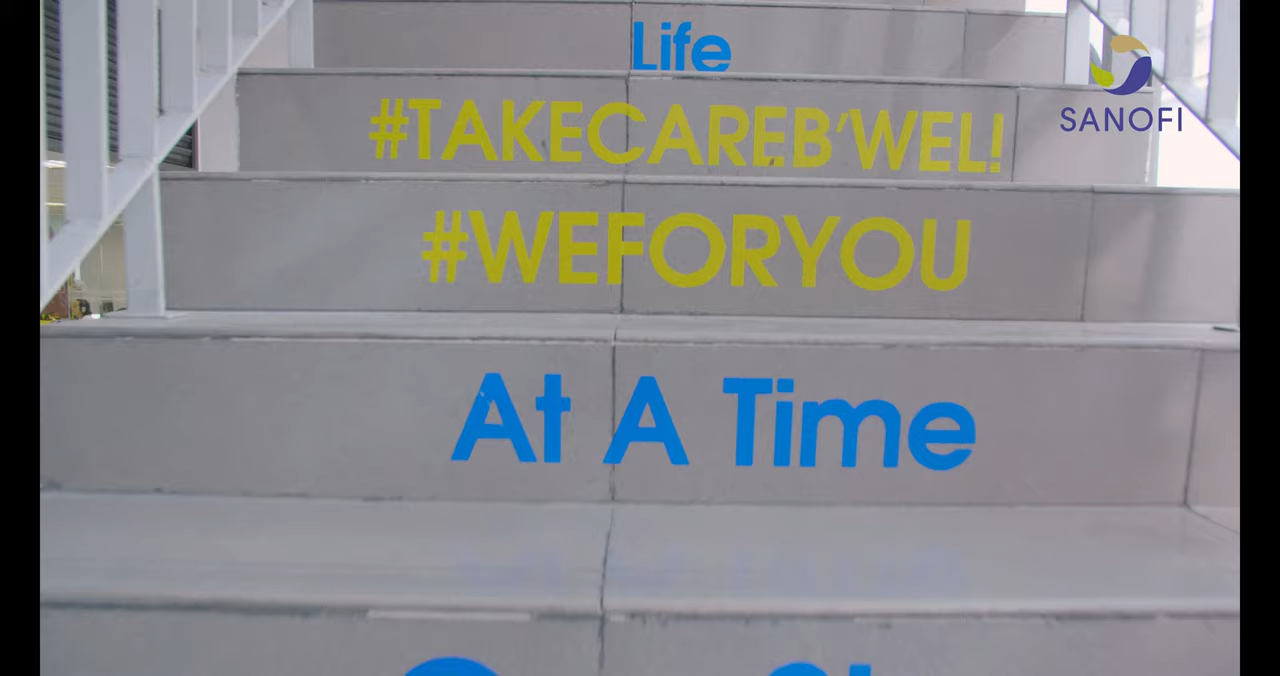 Life
#TAKECAREB'WEL!
SANOFI
#WEFORYOU
At A Time